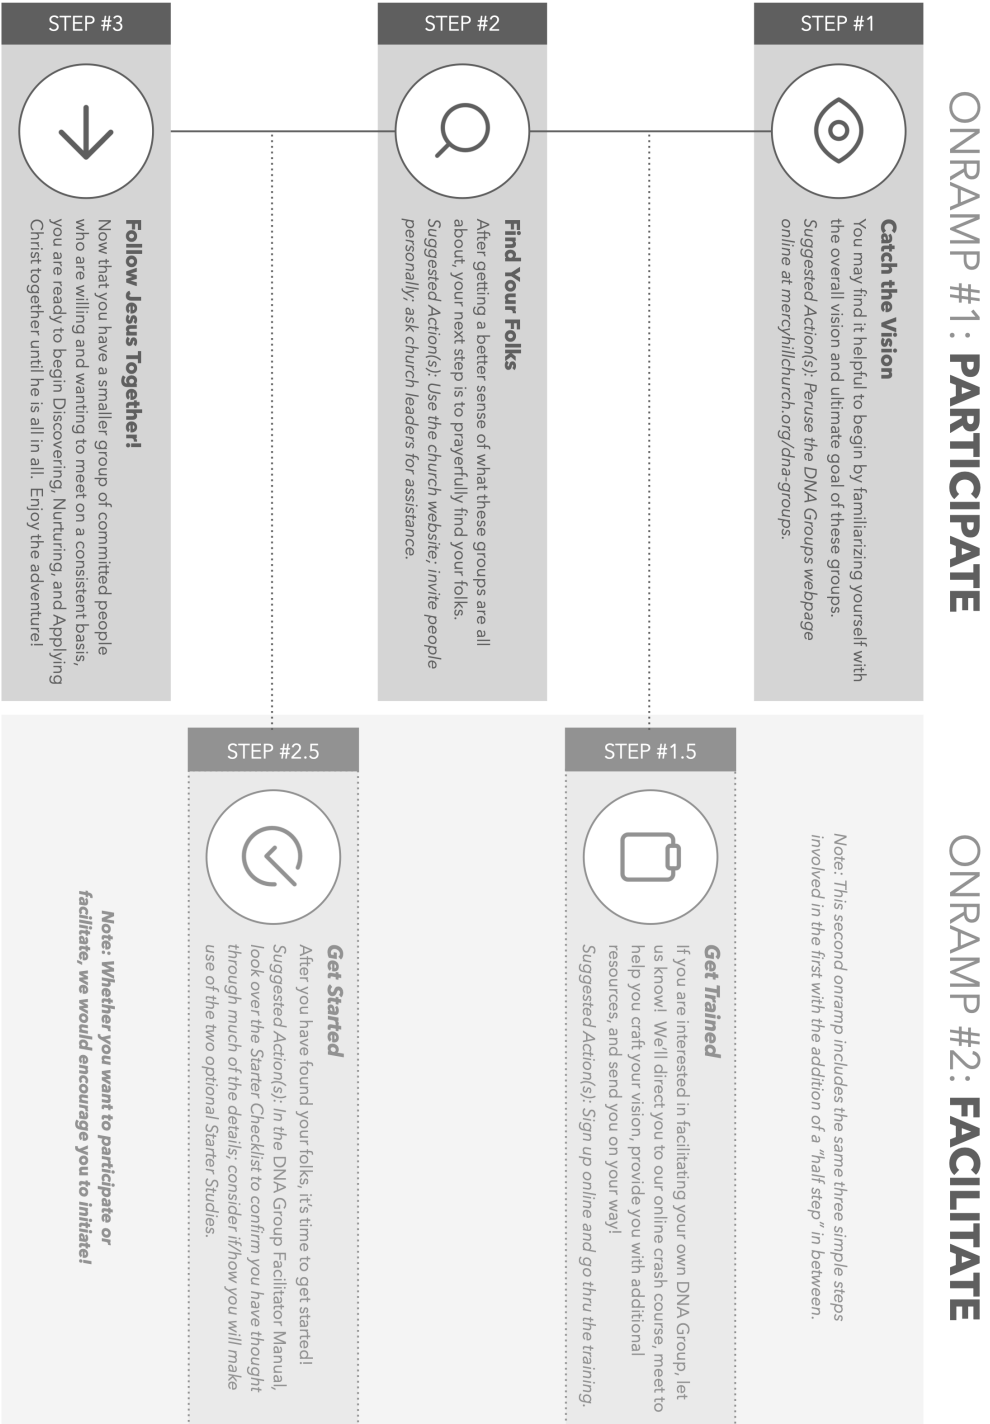 ONRAMP #1: PARTICIPATE
STEP #1
Catch the Vision
You may find it helpful to begin by familiarizing yourself with
the overall vision and ultimate goal of these groups.
Suggested Action(s): Peruse the DNA Groups webpage
online at mercyhillchurch.org/dna-groups.
STEP #2
Find Your Folks
After getting a better sense of what these groups are all
about, your next step is to prayerfully find your folks.
Suggested Action(s): Use the church website; invite people
personally; ask church leaders for assistance.
STEP #3
Follow Jesus Together!
Now that you have a smaller group of committed people
who are willing and wanting to meet on a consistent basis,
you are ready to begin Discovering, Nurturing, and Applying
Christ together until he is all in all.  Enjoy the adventure!
ONRAMP #2: FACILITATE
Note: This second onramp includes the same three simple steps
involved in the first with the addition of a “half step” in between.
STEP #1.5
Get Trained
If you are interested in facilitating your own DNA Group, let
us know!  We’ll direct you to our online crash course, meet to
help you craft your vision, provide you with additional
resources, and send you on your way!
Suggested Action(s): Sign up online and go thru the training.
STEP #2.5
Get Started
After you have found your folks, it’s time to get started!
Suggested Action(s): In the DNA Group Facilitator Manual,
look over the Starter Checklist to confirm you have thought
through much of the details; consider if/how you will make
use of the two optional Starter Studies.
Note: Whether you want to participate or
facilitate, we would encourage you to initiate!